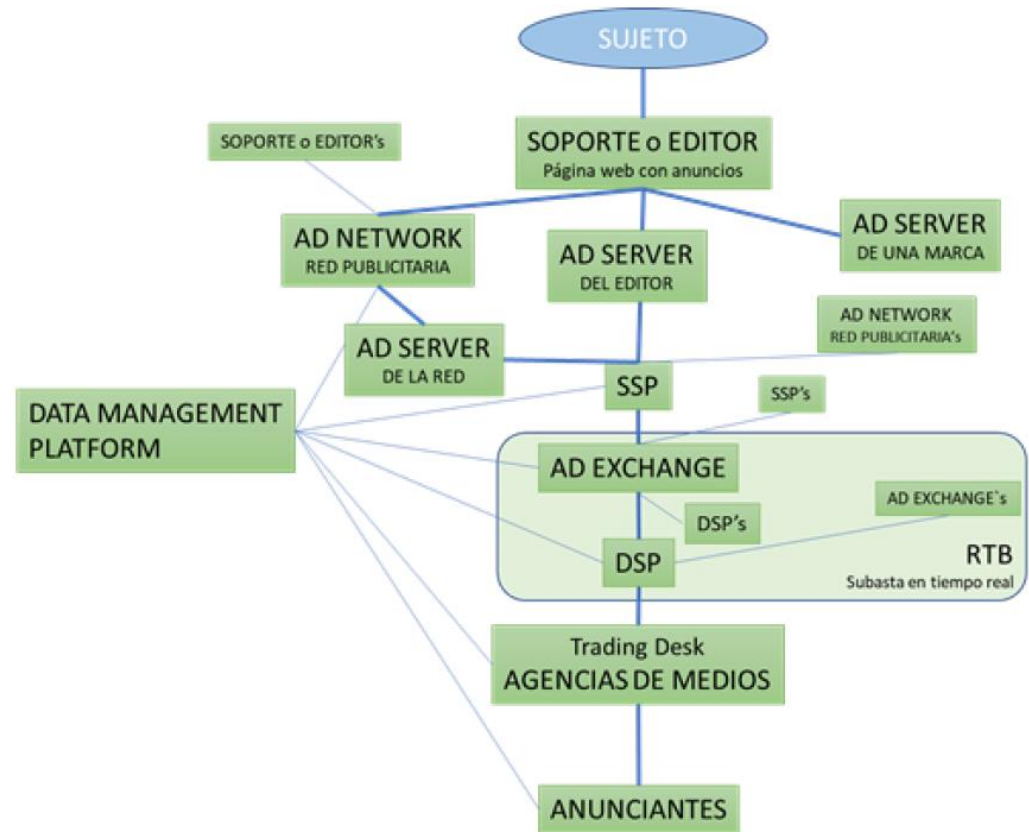 SUJETO
SOPORTE o EDITOR's
SOPORTE o EDITOR
Página web con anuncios
AD NETWORK
RED PUBLICITARIA
AD SERVER
DEL EDITOR
AD SERVER
DE UNA MARCA
AD SERVER
DE LA RED
AD NETWORK
RED PUBLICITARIA's
SSP
SSP's
DATA MANAGEMENT
PLATFORM
AD EXCHANGE
AD EXCHANGE`s
DSP's
DSP
RTB
Subasta en tiempo real
Trading Desk
AGENCIAS DE MEDIOS
ANUNCIANTES